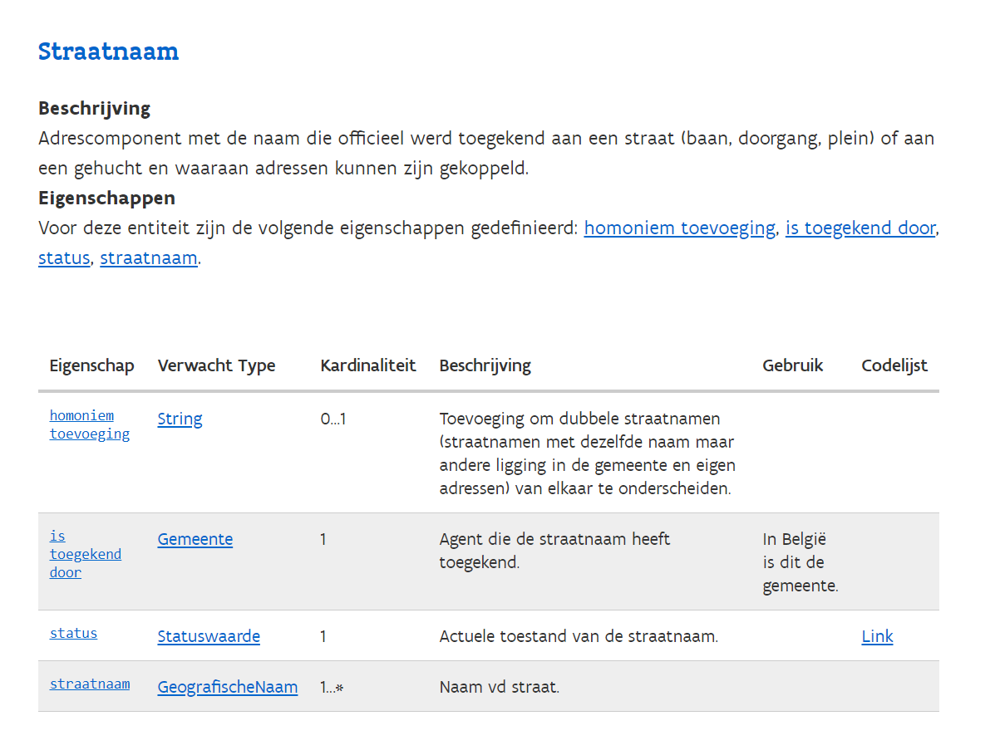 Straatnaam
Beschrijving
Adrescomponent met de naam die officieel werd toegekend aan een straat (baan, doorgang, plein) of aan
een gehucht en waaraan adressen kunnen zijn gekoppeld.
Eigenschappen
Voor deze entiteit zijn de volgende eigenschappen gedefinieerd: homoniem toevoeging, is toegekend door,
status, straatnaam.
Eigenschap Verwacht Type Kardinaliteit Beschrijving Gebruik Codelijst
homoniem
toevoeging
String
0...1
Toevoeging om dubbele straatnamen
(straatnamen met dezelfde naam maar
andere ligging in de gemeente en eigen
adressen) van elkaar te onderscheiden.
is
toegekend
door
Gemeente
1
Agent die de straatnaam heeft
toegekend.
In België
is dit de
gemeente.
status
Statuswaarde
1
Actuele toestand van de straatnaam.
Link
straatnaam
GeografischeNaam
1...*
Naam vd straat.